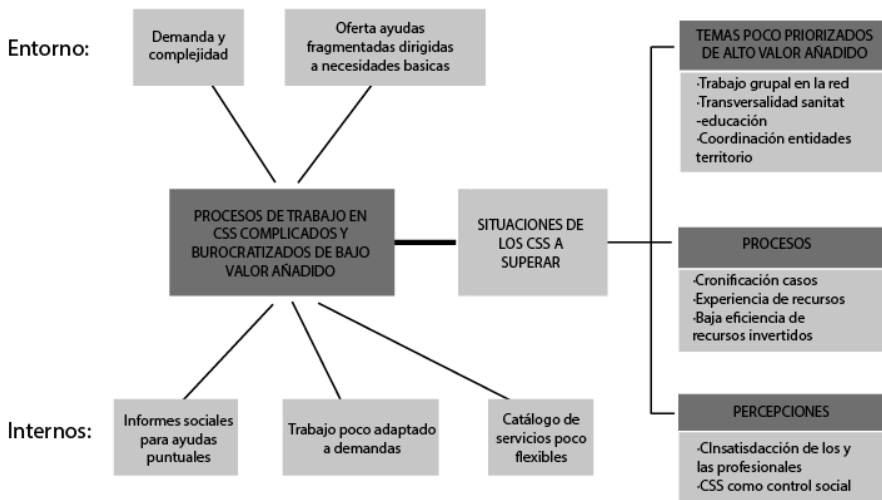 Entorno:
Demanda y
complejidad
Oferta ayudas
fragmentadas dirigidas
a necesidades basicas
TEMAS POCO PRIORIZADOS
DE ALTO VALOR AÑADIDO
·Trabajo grupal en la red
·Transversalidad sanitat
-educación
·Coordinación entidades
territorio
PROCESOS DE TRABAJO EN
CSS COMPLICADOS Y
BUROCRATIZADOS DE BAJO
VALOR AÑADIDO
SITUACIONES DE
LOS CSS A
SUPERAR
PROCESOS
·Cronificación casos
·Experiencia de recursos
·Baja eficiencia de
recursos invertidos
Internos:
Informes sociales
para ayudas
puntuales
Trabajo poco adaptado
a demandas
Catálogo de
servicios poco
flexibles
PERCEPCIONES
·CInsatisdacción de los y
las profesionales
·CSS como control social